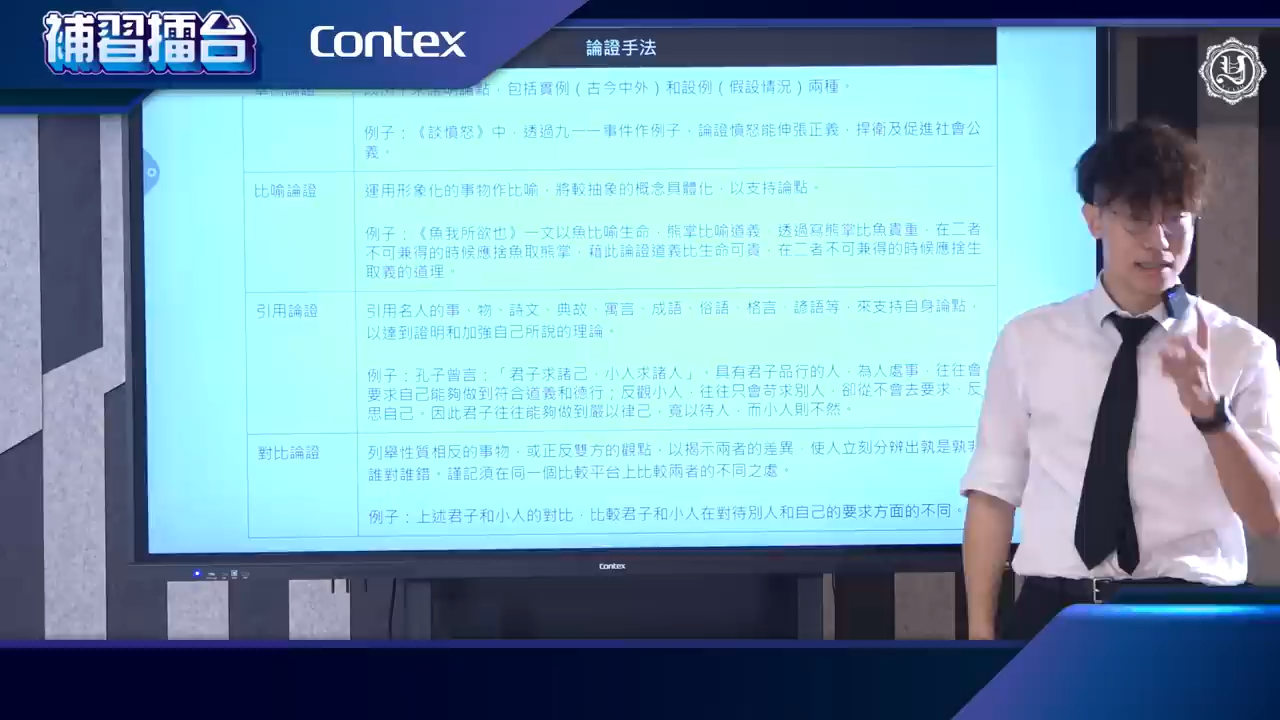 補習擂台
Contex
論證手法
舉例論證
以例子來證明論點，包括實例（古今中外）和設例（假設情況）兩種。
例子：《談憤怒》中，透過九一一事件作例子，論證憤怒能伸張正義，捍衛及促進社會公
義。
比喻論證
運用形象化的事物作比喻，將較抽象的概念具體化，以支持論點。
例子：《魚我所欲也》一文以魚比喻生命，熊掌比喻道義，透過寫熊掌比魚貴重，在二者
不可兼得的時候應捨魚取熊掌，藉此論證道義比生命可貴，在二者不可兼得的時候應捨生
取義的道理。
引用論證
引用名人的事、物、詩文、典故、寓言、成語、俗語、格言、諺語等，來支持自身論點，
以達到證明和加強自己所說的理論。
例子：孔子曾言：「君子求諸己，小人求諸人」，具有君子品行的人，為人處事，往往會
要求自己能夠做到符合道義和德行；反觀小人，往往只會苛求別人，卻從不會去要求、反
思自己。因此君子往往能夠做到嚴以律己，寬以待人，而小人則不然。
對比論證
列舉性質相反的事物，或正反雙方的觀點，以揭示兩者的差異，使人立刻分辨出孰是孰非
誰對誰錯。謹記須在同一個比較平台上比較兩者的不同之處。
例子：上述君子和小人的對比，比較君子和小人在對待別人和自己的要求方面的不同。
Contex
Y